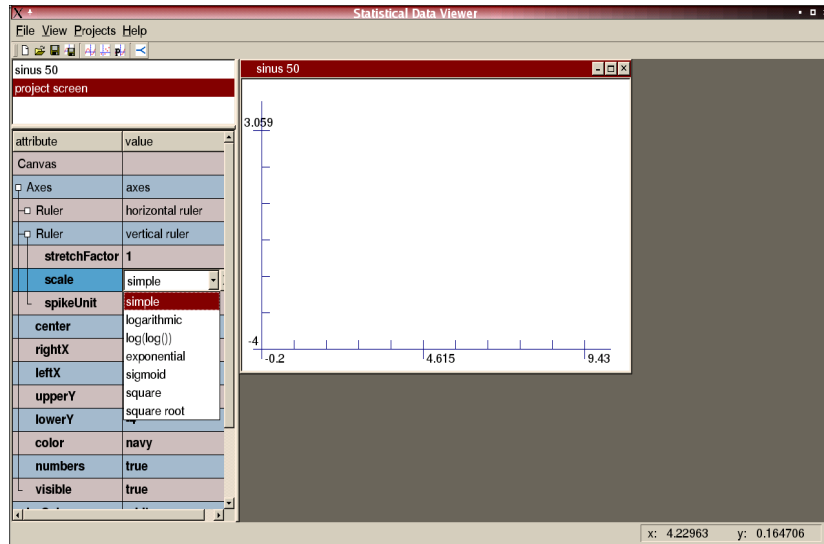 Statistical Data Viewer
File View Projects Help
sinus 50
project screen
attribute value
Canvas
Axes axes
Ruler horizontal ruler
Ruler vertical ruler
stretchFactor 1
scale simple
spikeUnit
simple
logarithmic
log(log())
exponential
sigmoid
square
square root
center
rightX
leftX
upperY
lowerY
color navy
numbers true
visible true
sinus 50
3.059
-4
-0.2 4.615 9.43
x: 4.22963 y: 0.164706